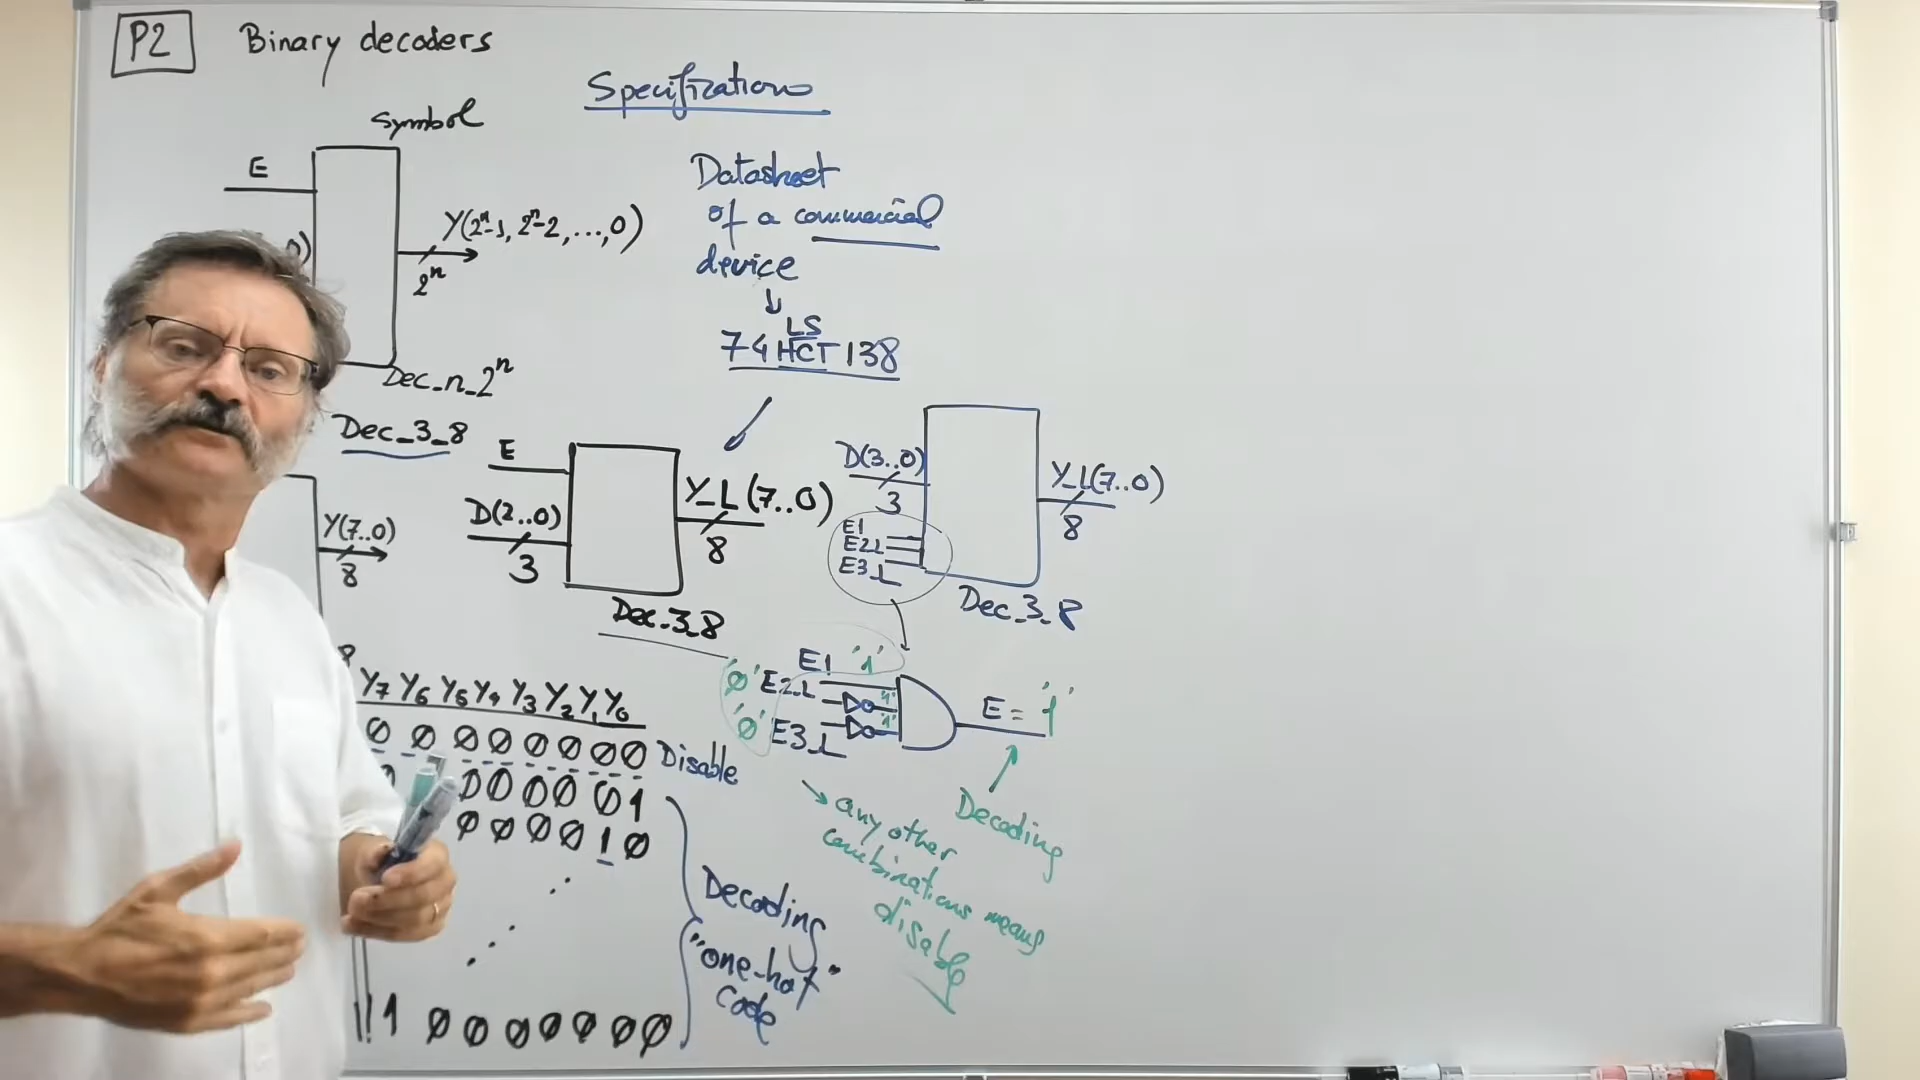 P2 Binary decoders
Specifications
symbol
E
Y(2ⁿ-1, 2ⁿ-2, ..., 0)
2ⁿ
0)
Dec_n_2ⁿ
Datasheet
of a commercial
device
LS
74 HCT 138
Dec_3_8
Y(7..0)
8
E
D(2..0)
3
Y_L(7..0)
8
Dec_3_8
D(3..0)
3
E1
E2_L
E3_L
Y_L(7..0)
8
Dec_3_8
E1 '1'
'0' E2_L '1'
'0' E3_L '1'
E = '1'
Decoding
any other
combinations means
disable
Y7 Y6 Y5 Y4 Y3 Y2 Y1 Y0
0 0 0 0 0 0 0 0 Disable
0 0 0 0 0 0 1
0 0 0 0 1 0
Decoding
"one-hot"
code
1 0 0 0 0 0 0 0